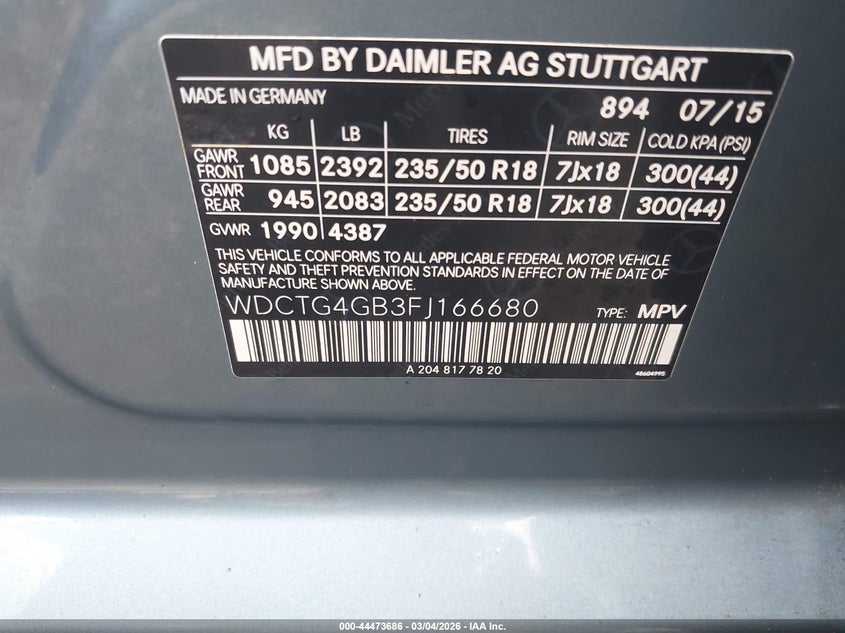 MFD BY DAIMLER AG STUTTGART
MADE IN GERMANY 894 07/15
KG LB TIRES RIM SIZE COLD KPA(PSI)
GAWR FRONT 1085 2392 235/50 R18 7Jx18 300(44)
GAWR REAR 945 2083 235/50 R18 7Jx18 300(44)
GVWR 1990 4387
THIS VEHICLE CONFORMS TO ALL APPLICABLE FEDERAL MOTOR VEHICLE
SAFETY AND THEFT PREVENTION STANDARDS IN EFFECT ON THE DATE OF
MANUFACTURE SHOWN ABOVE.
WDCTG4GB3FJ166680 TYPE: MPV
A 204 817 78 20 48604995
000-44473686 - 03/04/2026 - IAA Inc.